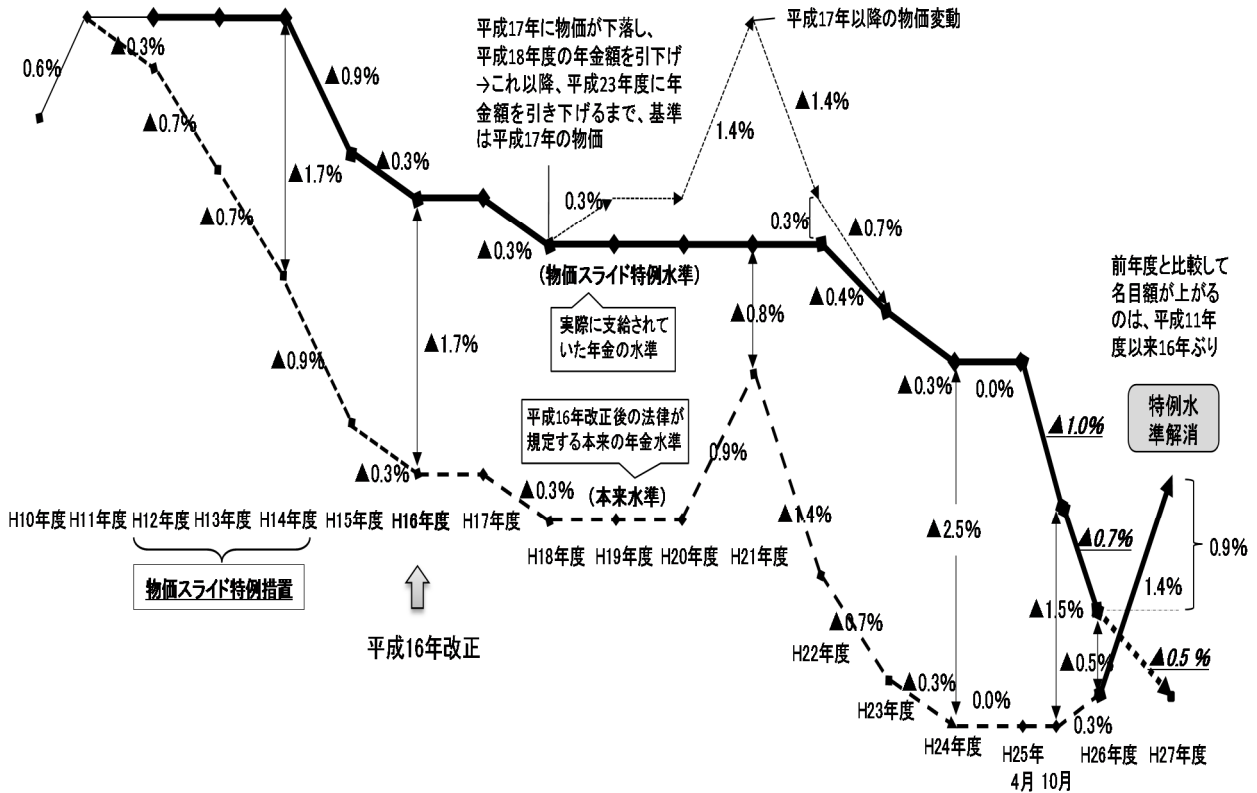 平成17年に物価が下落し、
平成18年度の年金額を引下げ
→これ以降、平成23年度に年
金額を引き下げるまで、基準
は平成17年の物価
平成17年以降の物価変動
0.6%
▲0.3%
▲0.7%
▲0.7%
▲0.9%
▲0.3%
▲1.7%
▲0.9%
▲0.3%
▲1.7%
▲0.3%
0.3%
1.4%
▲1.4%
0.3%
▲0.7%
(物価スライド特例水準)
実際に支給されて
いた年金の水準
▲0.8%
▲0.4%
▲0.3%
0.0%
前年度と比較して
名目額が上がる
のは、平成11年
度以来16年ぶり
特例水
準解消
▲1.0%
▲0.7%
平成16年改正後の法律が
規定する本来の年金水準
(本来水準)
▲0.3%
0.9%
▲1.4%
▲0.7%
▲0.3%
0.0%
▲2.5%
▲1.5%
▲0.5%
0.3%
1.4%
0.9%
▲0.5 %
H10年度
H11年度
H12年度
H13年度
H14年度
H15年度
H16年度
H17年度
H18年度
H19年度
H20年度
H21年度
H22年度
H23年度
H24年度
H25年
4月 10月
H26年度
H27年度
物価スライド特例措置
平成16年改正